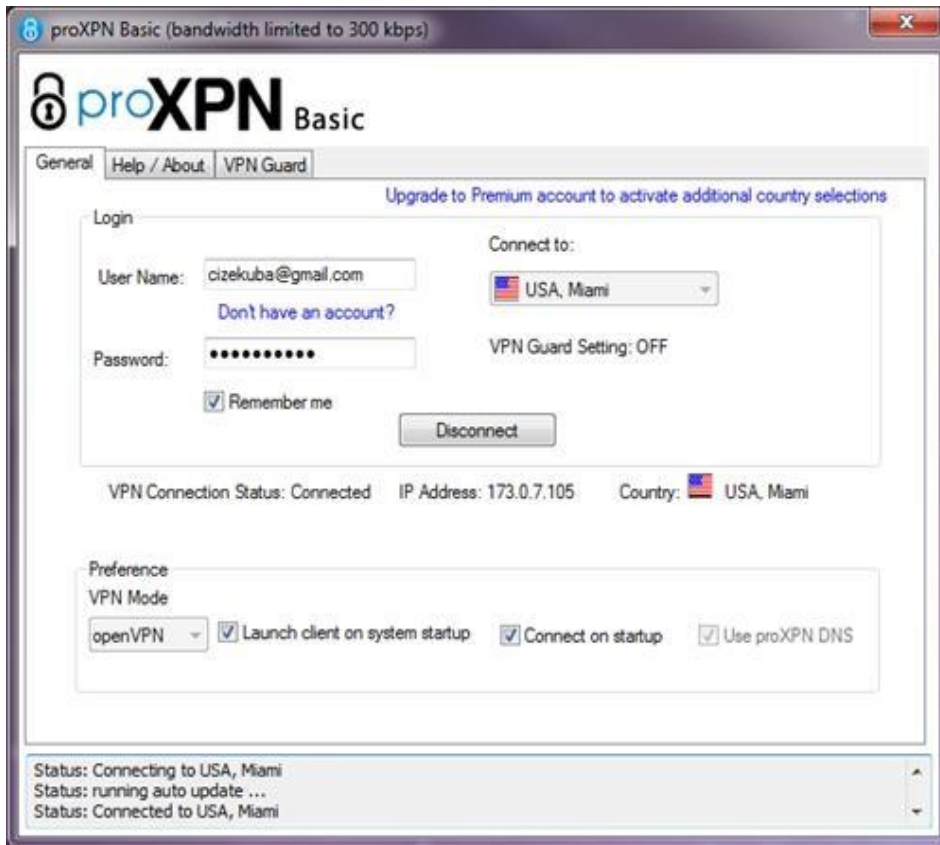 proXPN Basic (bandwidth limited to 300 kbps)
proXPN Basic
General Help / About VPN Guard
Upgrade to Premium account to activate additional country selections
Login
Connect to:
User Name: cizekuba@gmail.com
USA, Miami
Don't have an account?
Password: ••••••••••
VPN Guard Setting: OFF
Remember me
Disconnect
VPN Connection Status: Connected IP Address: 173.0.7.105 Country: USA, Miami
Preference
VPN Mode
openVPN Launch client on system startup Connect on startup Use proXPN DNS
Status: Connecting to USA, Miami
Status: running auto update ...
Status: Connected to USA, Miami